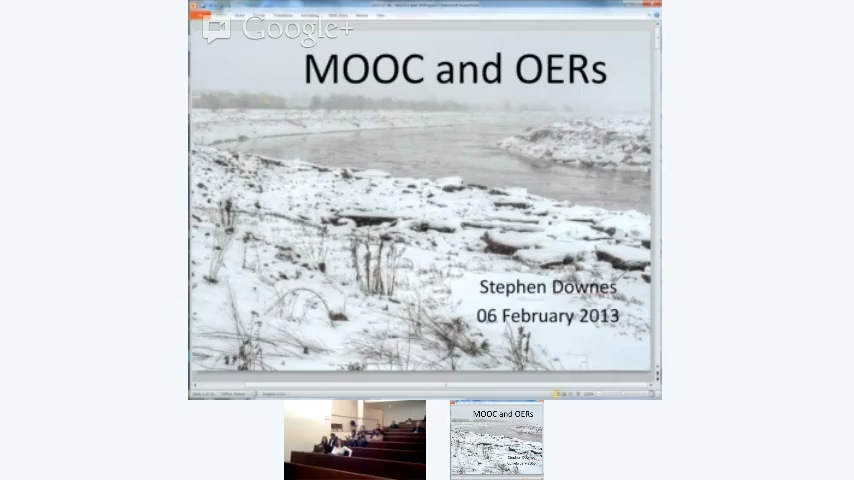 Google+
MOOC and OERs
Stephen Downes
06 February 2013
MOOC and OERs